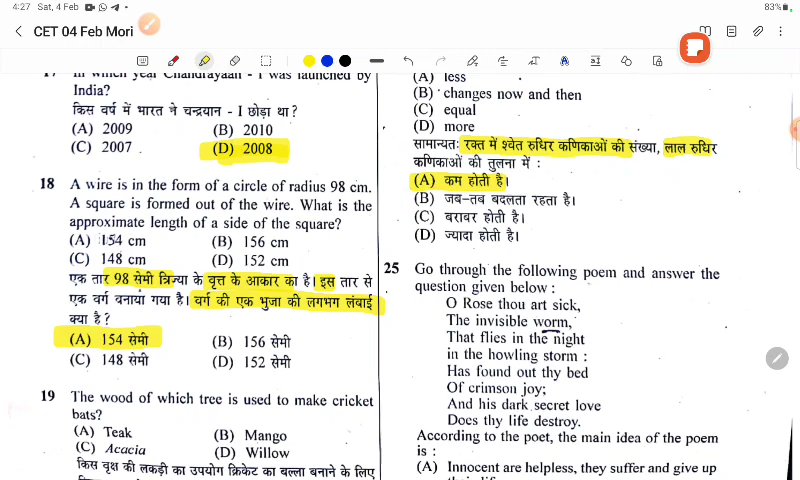 4:27 Sat, 4 Feb
83%
CET 04 Feb Mori
17 In which year Chandrayaan - I was launched by
India?
किस वर्ष में भारत ने चन्द्रयान - I छोड़ा था?
(A) 2009 (B) 2010
(C) 2007 (D) 2008
18 A wire is in the form of a circle of radius 98 cm.
A square is formed out of the wire. What is the
approximate length of a side of the square?
(A) 154 cm (B) 156 cm
(C) 148 cm (D) 152 cm
एक तार 98 सेमी त्रिज्या के वृत्त के आकार का है। इस तार से
एक वर्ग बनाया गया है। वर्ग की एक भुजा की लगभग लंबाई
क्या है?
(A) 154 सेमी (B) 156 सेमी
(C) 148 सेमी (D) 152 सेमी
19 The wood of which tree is used to make cricket
bats?
(A) Teak (B) Mango
(C) Acacia (D) Willow
किस वृक्ष की लकड़ी का उपयोग क्रिकेट का बल्ला बनाने के लिए
(A) less
(B) changes now and then
(C) equal
(D) more
सामान्यतः रक्त में श्वेत रुधिर कणिकाओं की संख्या, लाल रुधिर
कणिकाओं की तुलना में :
(A) कम होती है।
(B) जब-तब बदलता रहता है।
(C) बराबर होती है।
(D) ज्यादा होती है।
25 Go through the following poem and answer the
question given below :
O Rose thou art sick,
The invisible worm,
That flies in the night
in the howling storm :
Has found out thy bed
Of crimson joy;
And his dark secret love
Does thy life destroy.
According to the poet, the main idea of the poem
is :
(A) Innocent are helpless, they suffer and give up